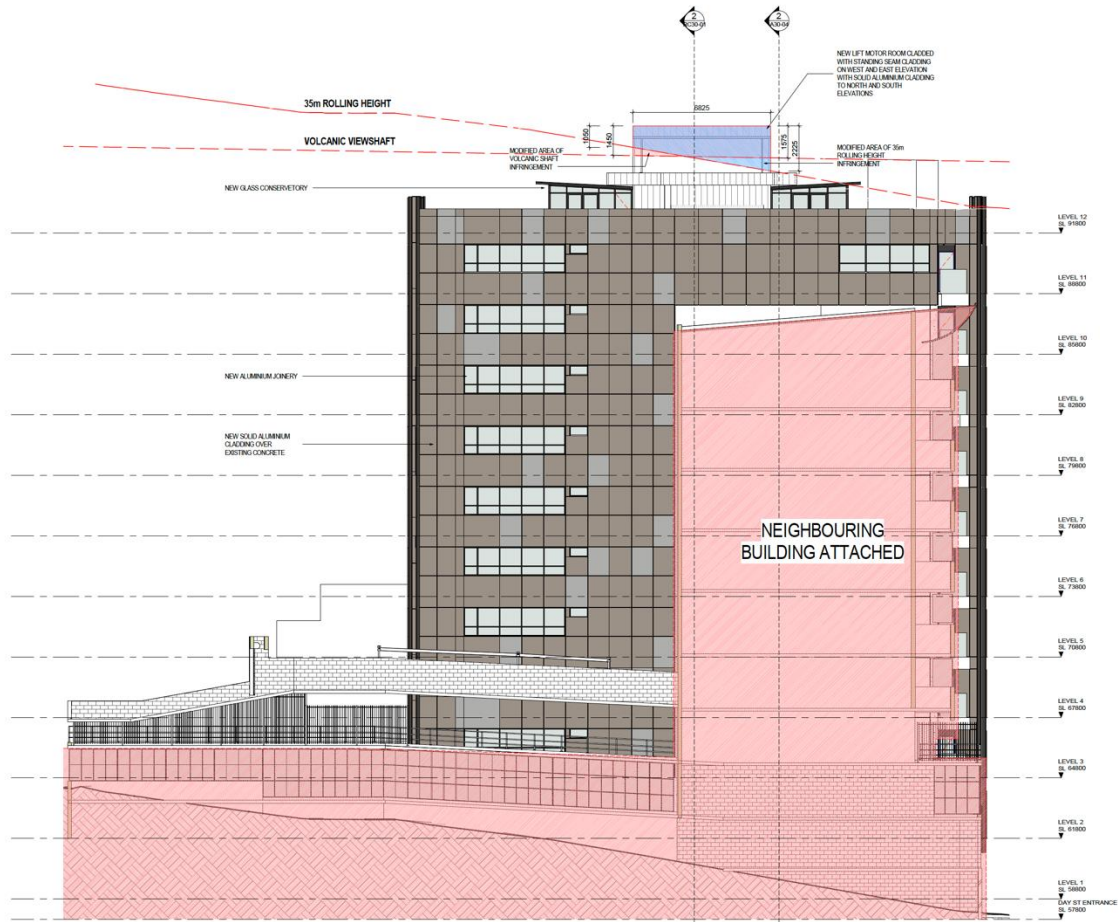 2
RC30-01
2
A30-04
NEW LIFT MOTOR ROOM CLADDED
WITH STANDING SEAM CLADDING
ON WEST AND EAST ELEVATION
WITH SOLID ALUMINIUM CLADDING
TO NORTH AND SOUTH
ELEVATIONS
35m ROLLING HEIGHT
6825
1050
1450
1575
2225
VOLCANIC VIEWSHAFT
MODIFIED AREA OF
VOLCANIC SHAFT
INFRINGEMENT
MODIFIED AREA OF 35m
ROLLING HEIGHT
INFRINGEMENT
NEW GLASS CONSERVETORY
LEVEL 12
SL 91800
LEVEL 11
SL 88800
LEVEL 10
SL 85800
NEW ALUMINIUM JOINERY
LEVEL 9
SL 82800
NEW SOLID ALUMINIUM
CLADDING OVER
EXISTING CONCRETE
LEVEL 8
SL 79800
LEVEL 7
SL 76800
NEIGHBOURING
BUILDING ATTACHED
LEVEL 6
SL 73800
LEVEL 5
SL 70800
LEVEL 4
SL 67800
LEVEL 3
SL 64800
LEVEL 2
SL 61800
LEVEL 1
SL 58800
DAY ST ENTRANCE
SL 57800